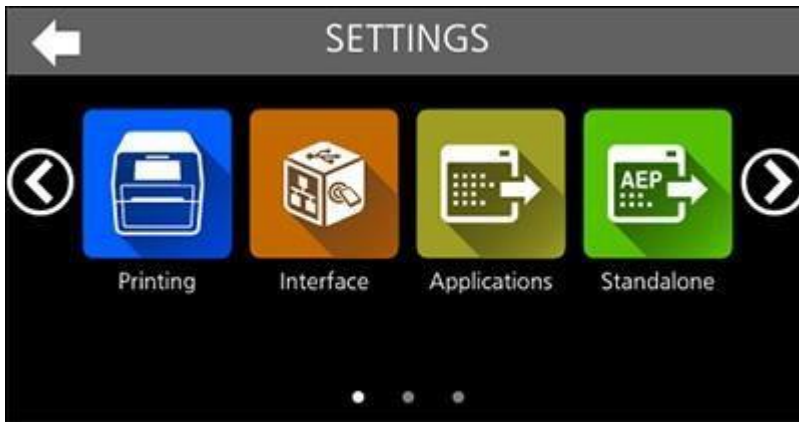 SETTINGS
AEP
Printing
Interface
Applications
Standalone